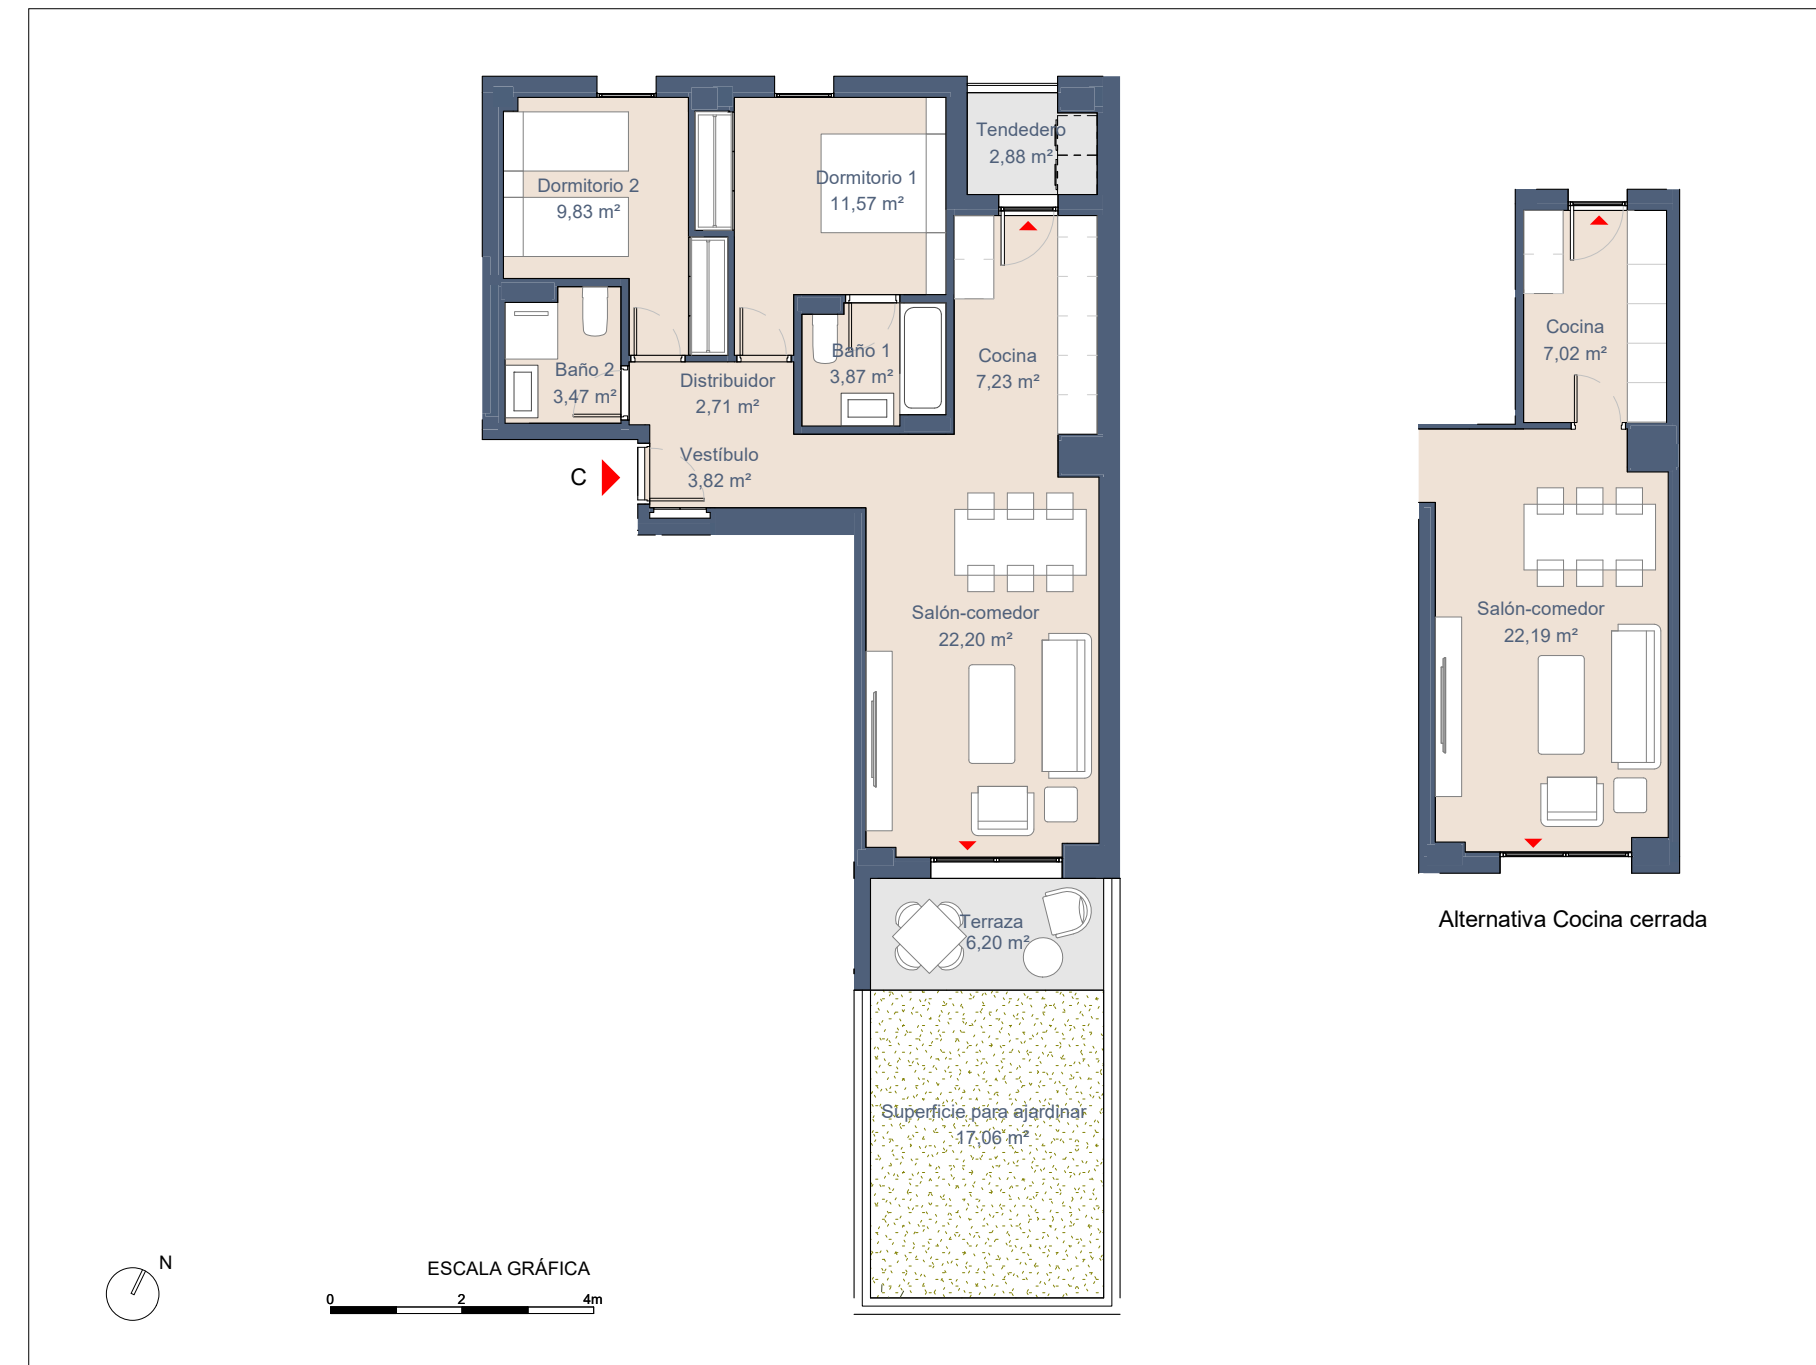 Tendedero
2,88 m²
Dormitorio 1
11,57 m²
Dormitorio 2
9,83 m²
Baño 1
3,87 m²
Cocina
7,23 m²
Baño 2
3,47 m²
Distribuidor
2,71 m²
Vestíbulo
3,82 m²
C
Salón-comedor
22,20 m²
Terraza
6,20 m²
Superficie para ajardinar
17,06 m²
Cocina
7,02 m²
Salón-comedor
22,19 m²
Alternativa Cocina cerrada
N
ESCALA GRÁFICA
0 2 4m